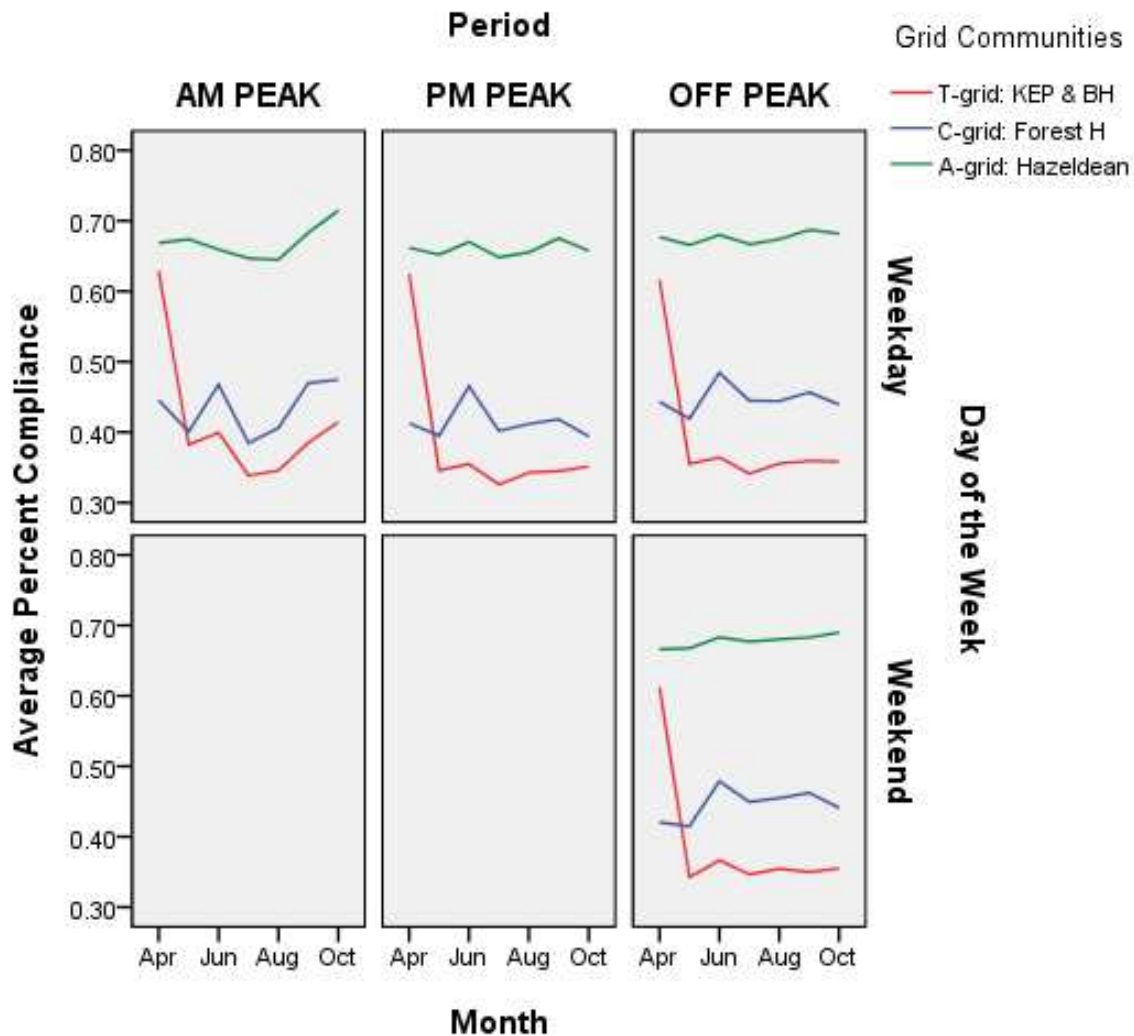 Period
Grid Communities
T-grid: KEP & BH
C-grid: Forest H
A-grid: Hazeldean
AM PEAK
PM PEAK
OFF PEAK
Average Percent Compliance
0.80
0.70
0.60
0.50
0.40
0.30
Weekday
0.80
0.70
0.60
0.50
0.40
0.30
Weekend
Day of the Week
Apr Jun Aug Oct
Apr Jun Aug Oct
Apr Jun Aug Oct
Month